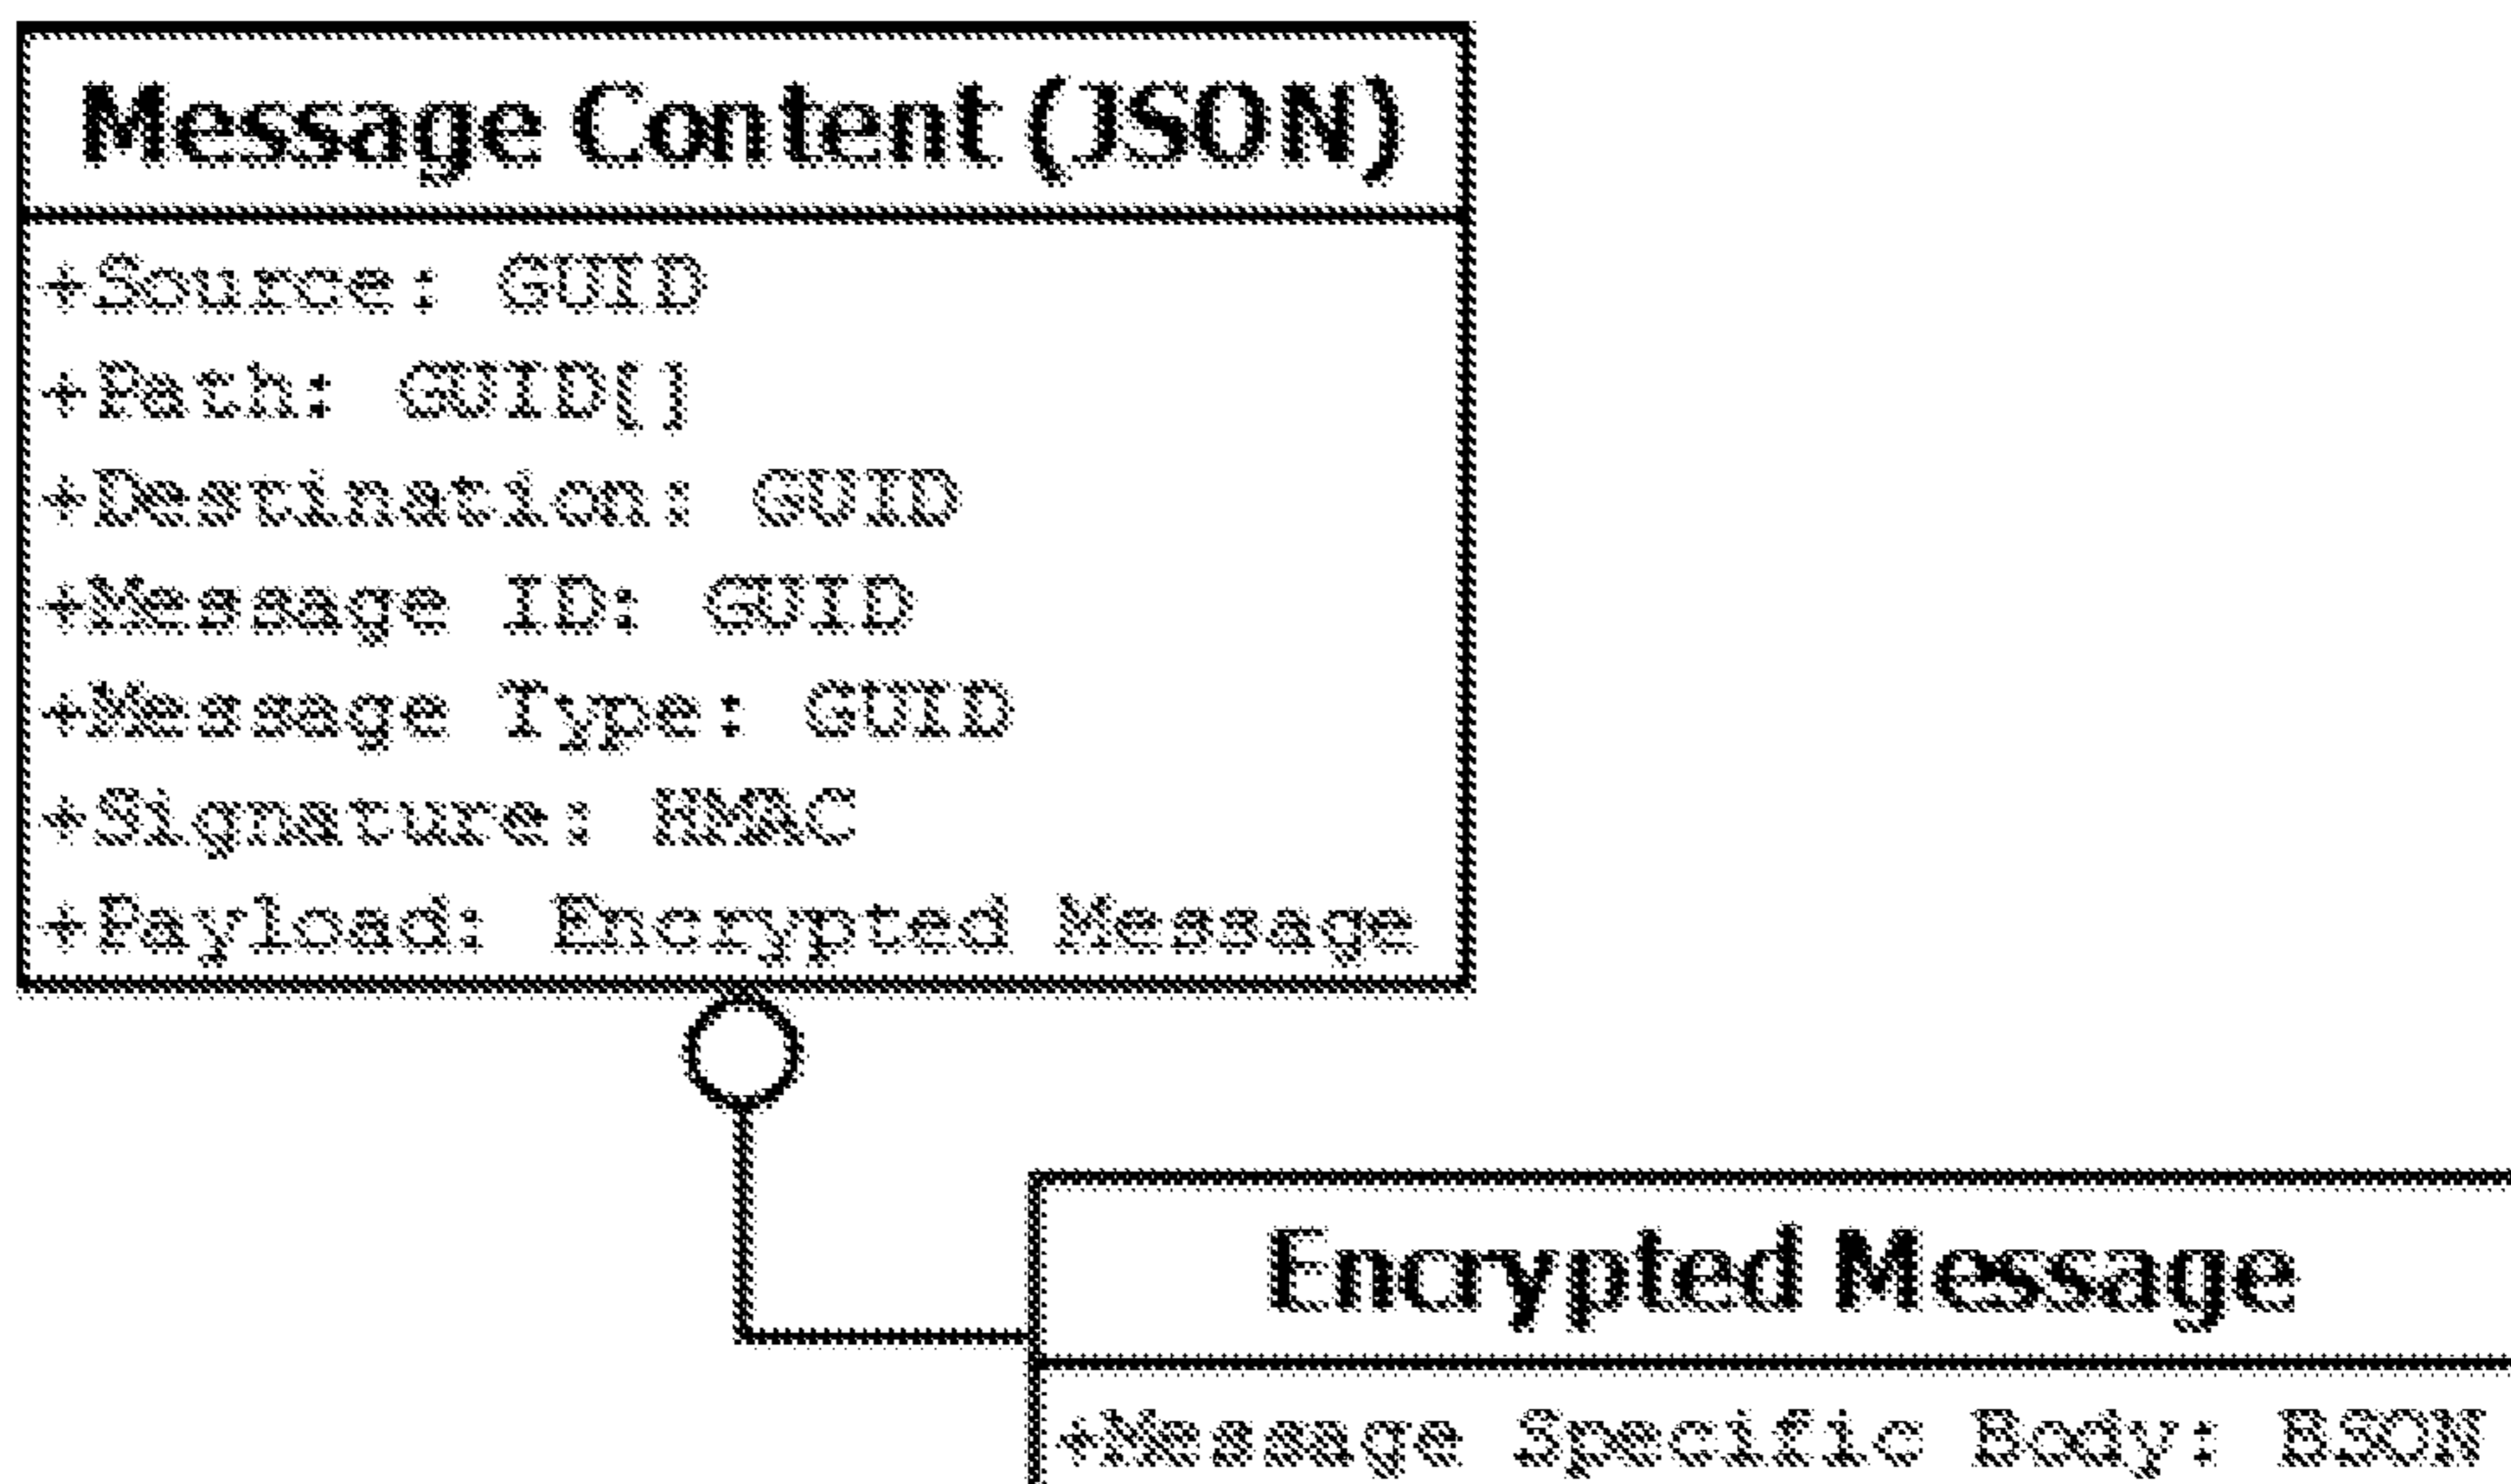 Message Content (JSON)
+Source: GUID
+Path: GUID[]
+Destination: GUID
+Message ID: GUID
+Message Type: GUID
+Signature: HMAC
+Payload: Encrypted Message
Encrypted Message
+Message Specific Body: BSON